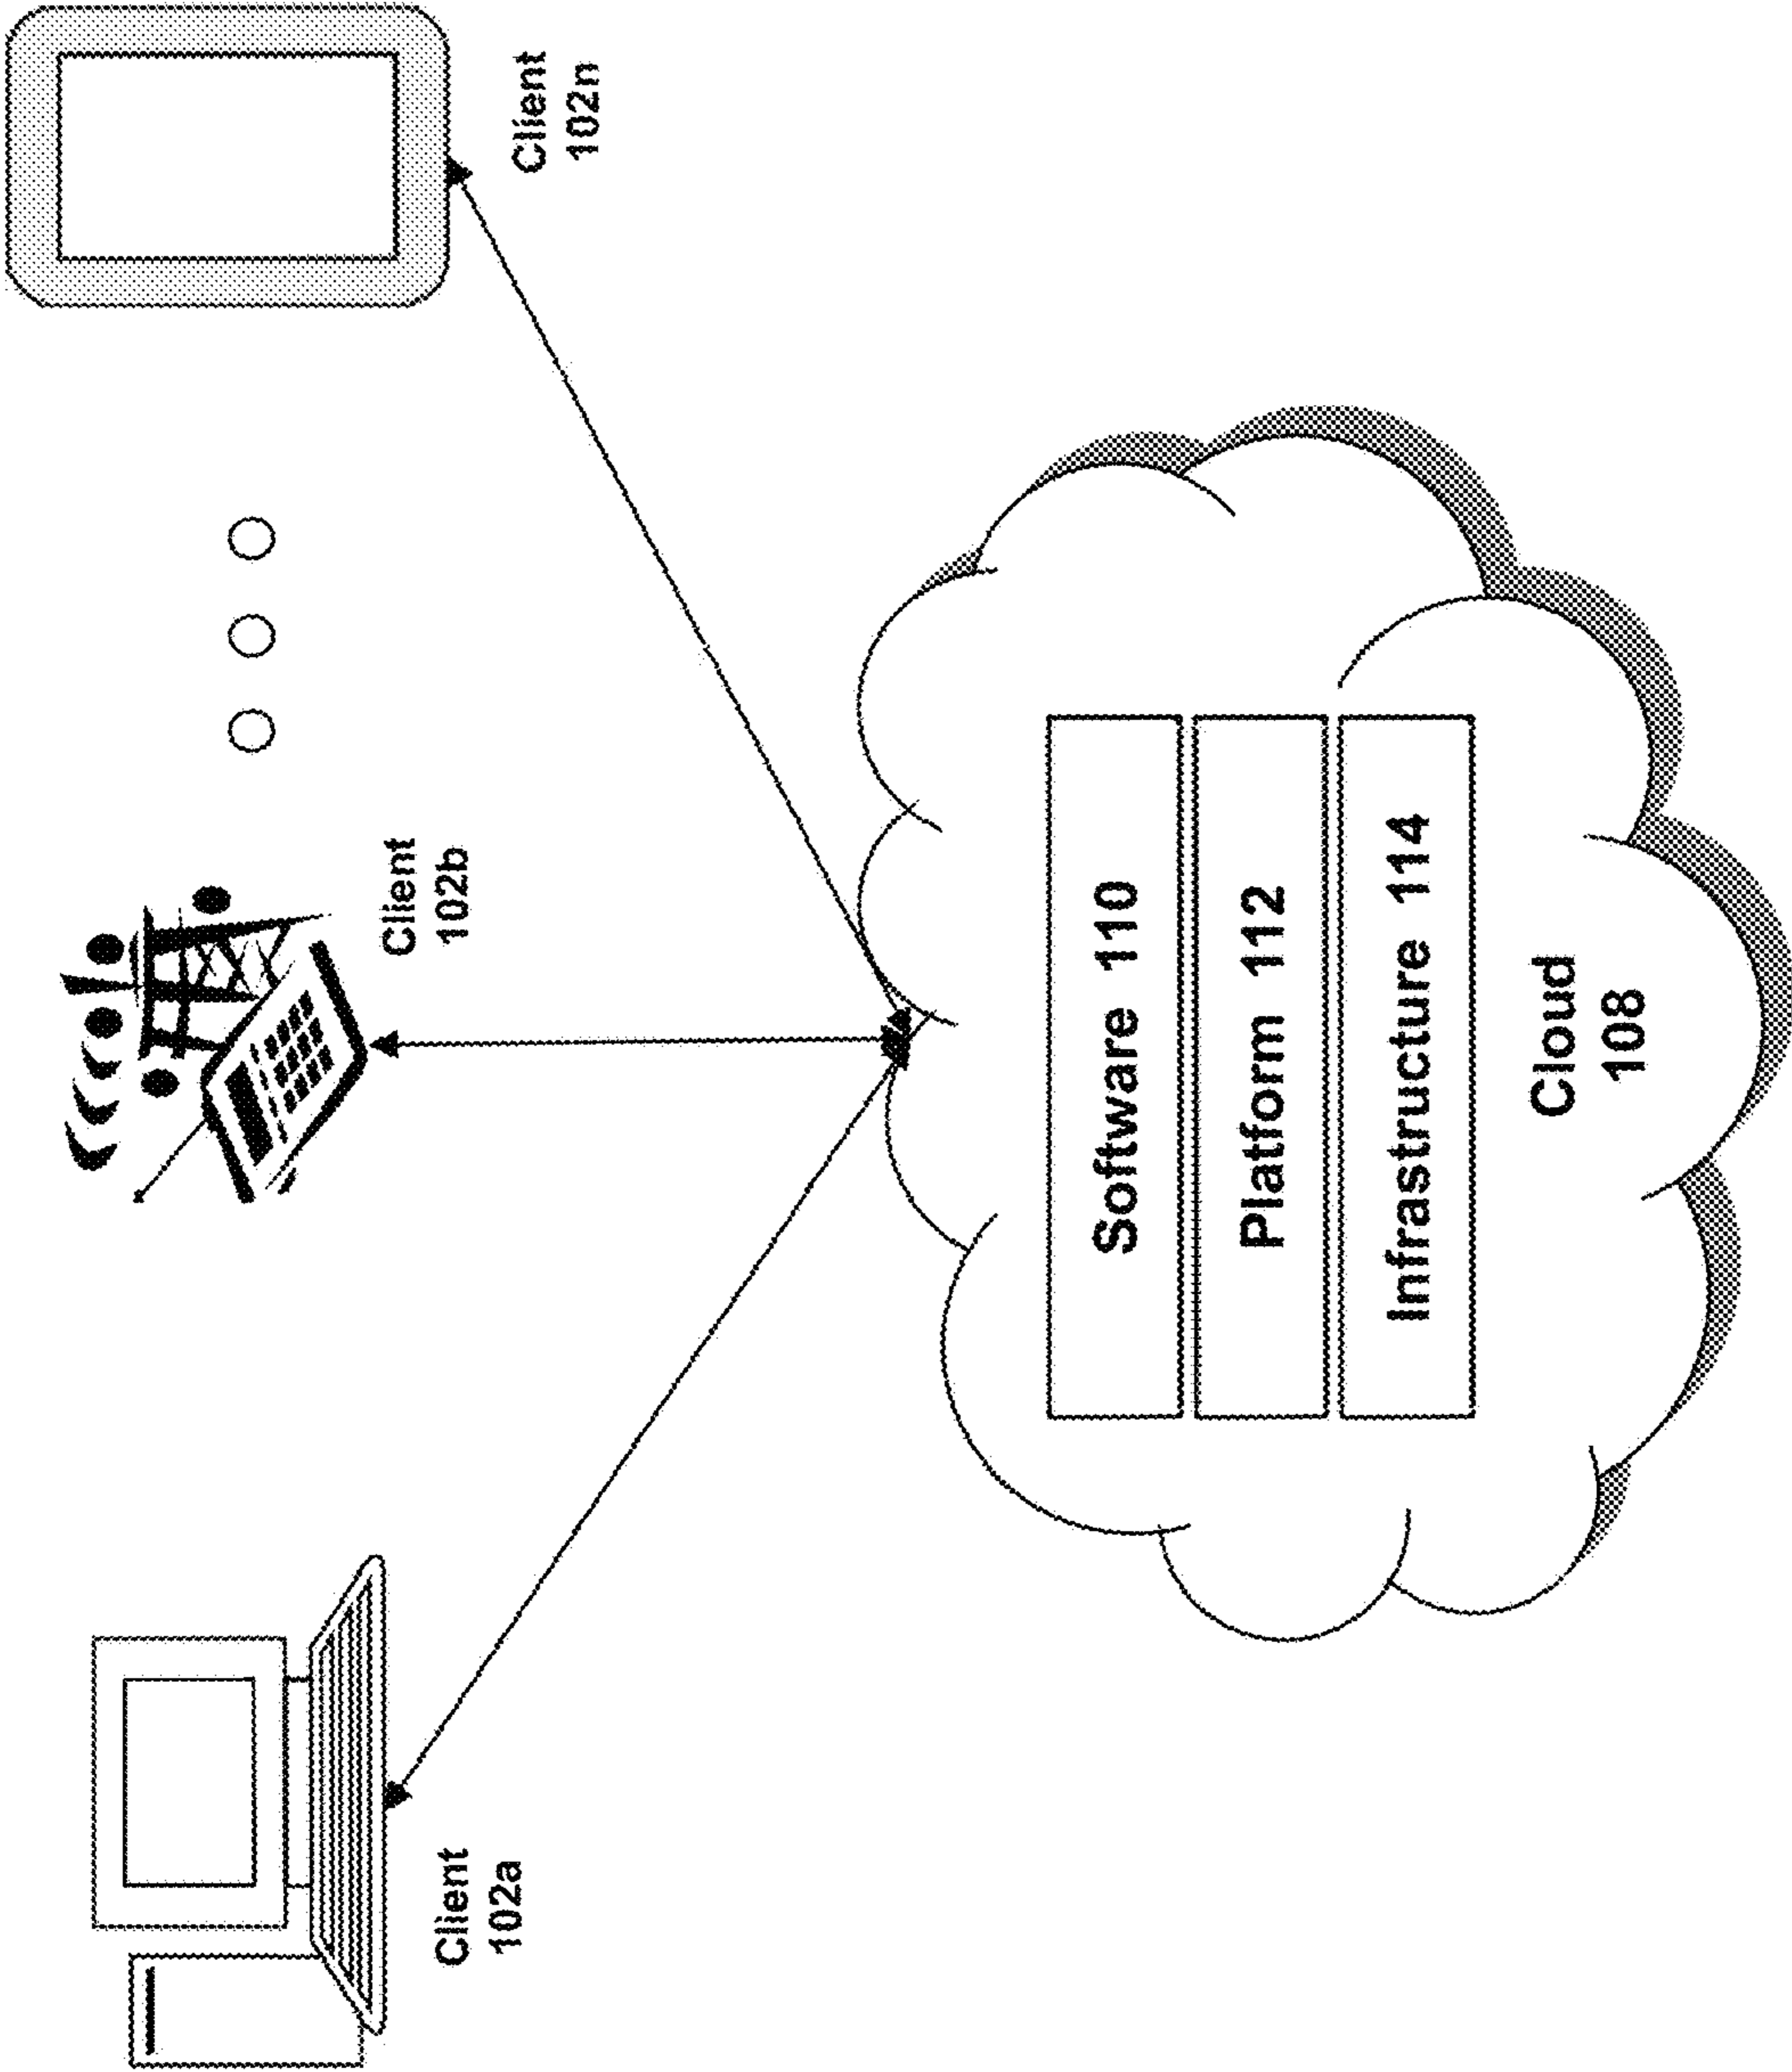 Client
102a
Client
102b
Client
102n
Software 110
Platform 112
Infrastructure 114
Cloud
108